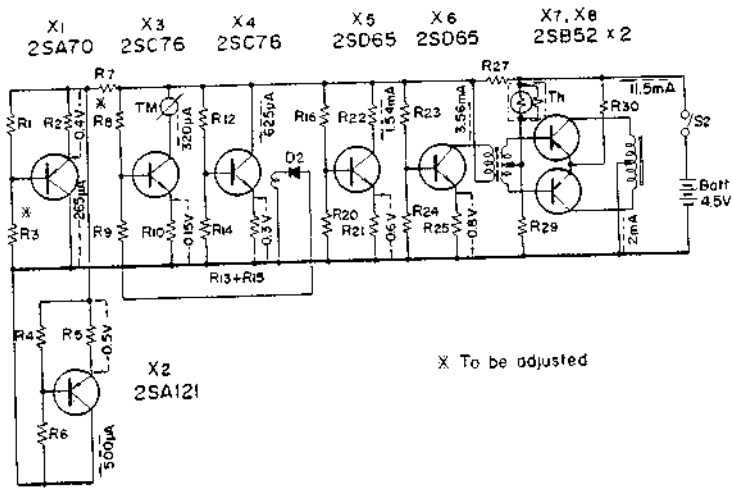 X1 X3 X4 X5 X6 X7, X8
2SA70 2SC76 2SC76 2SD65 2SD65 2SB52 x 2
R7 R27 11.5mA
※ TM Th
R1 R2 0.4V R8 320μA R12 625μA D2 R16 R22 1.54mA R23 3.56mA R30 S2
265μA Batt
4.5V
※
R3 R9 R10 0.15V R14 0.3V R20 R21 0.6V R24 R25 0.8V R29 2mA
R13+R15
R4 R5 0.5V
X2
2SA121
※ To be adjusted
R6 500μA